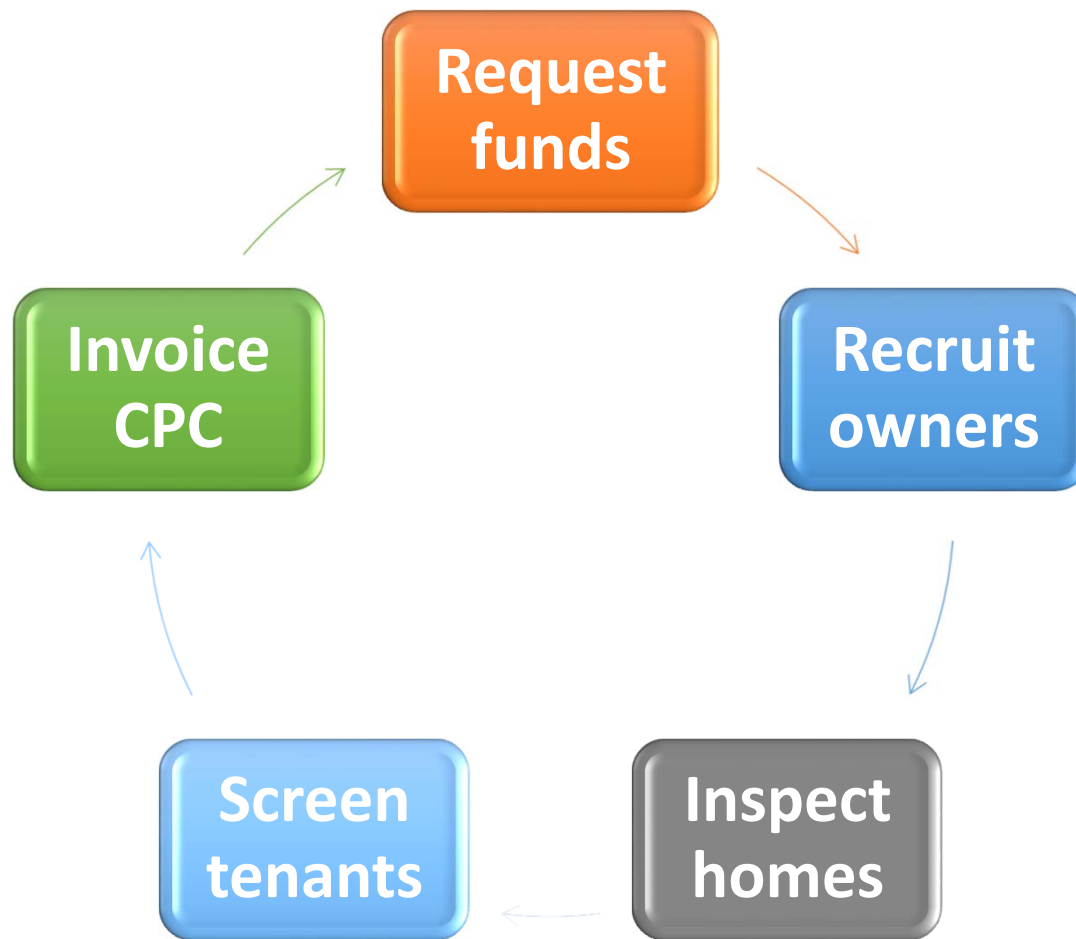 Request
funds
Recruit
owners
Inspect
homes
Screen
tenants
Invoice
CPC